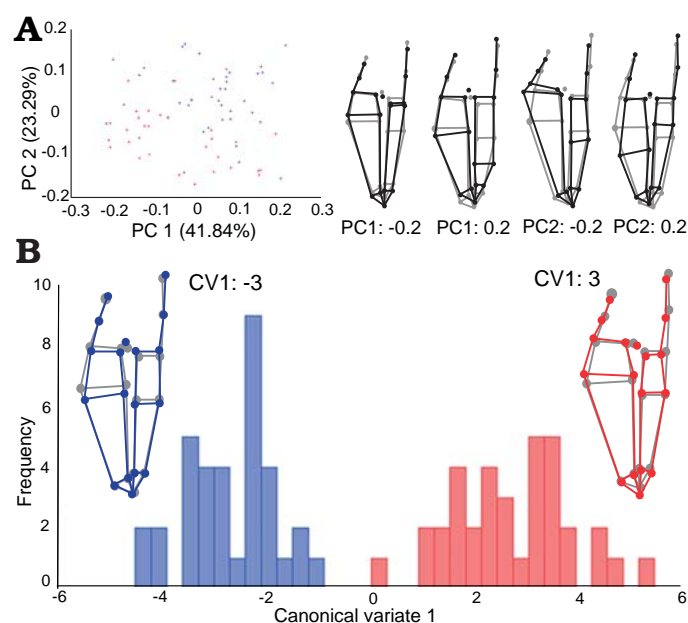 A
0.2
0.1
0
-0.1
-0.2
PC 2 (23.29%)
-0.3
-0.2
-0.1
0
0.1
0.2
0.3
PC 1 (41.84%)
PC1: -0.2
PC1: 0.2
PC2: -0.2
PC2: 0.2
B
CV1: -3
CV1: 3
10
8
6
4
2
0
Frequency
-6
-4
-2
0
2
4
6
Canonical variate 1